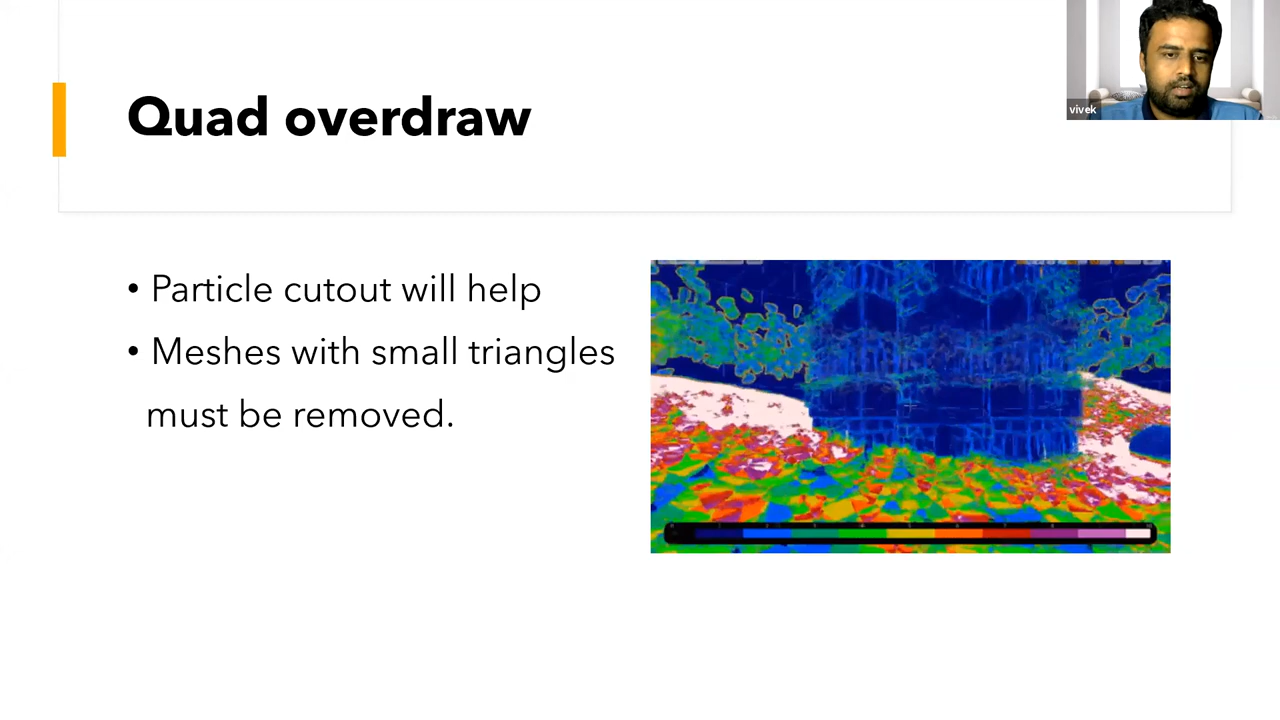 Quad overdraw
vivek
• Particle cutout will help
• Meshes with small triangles
must be removed.